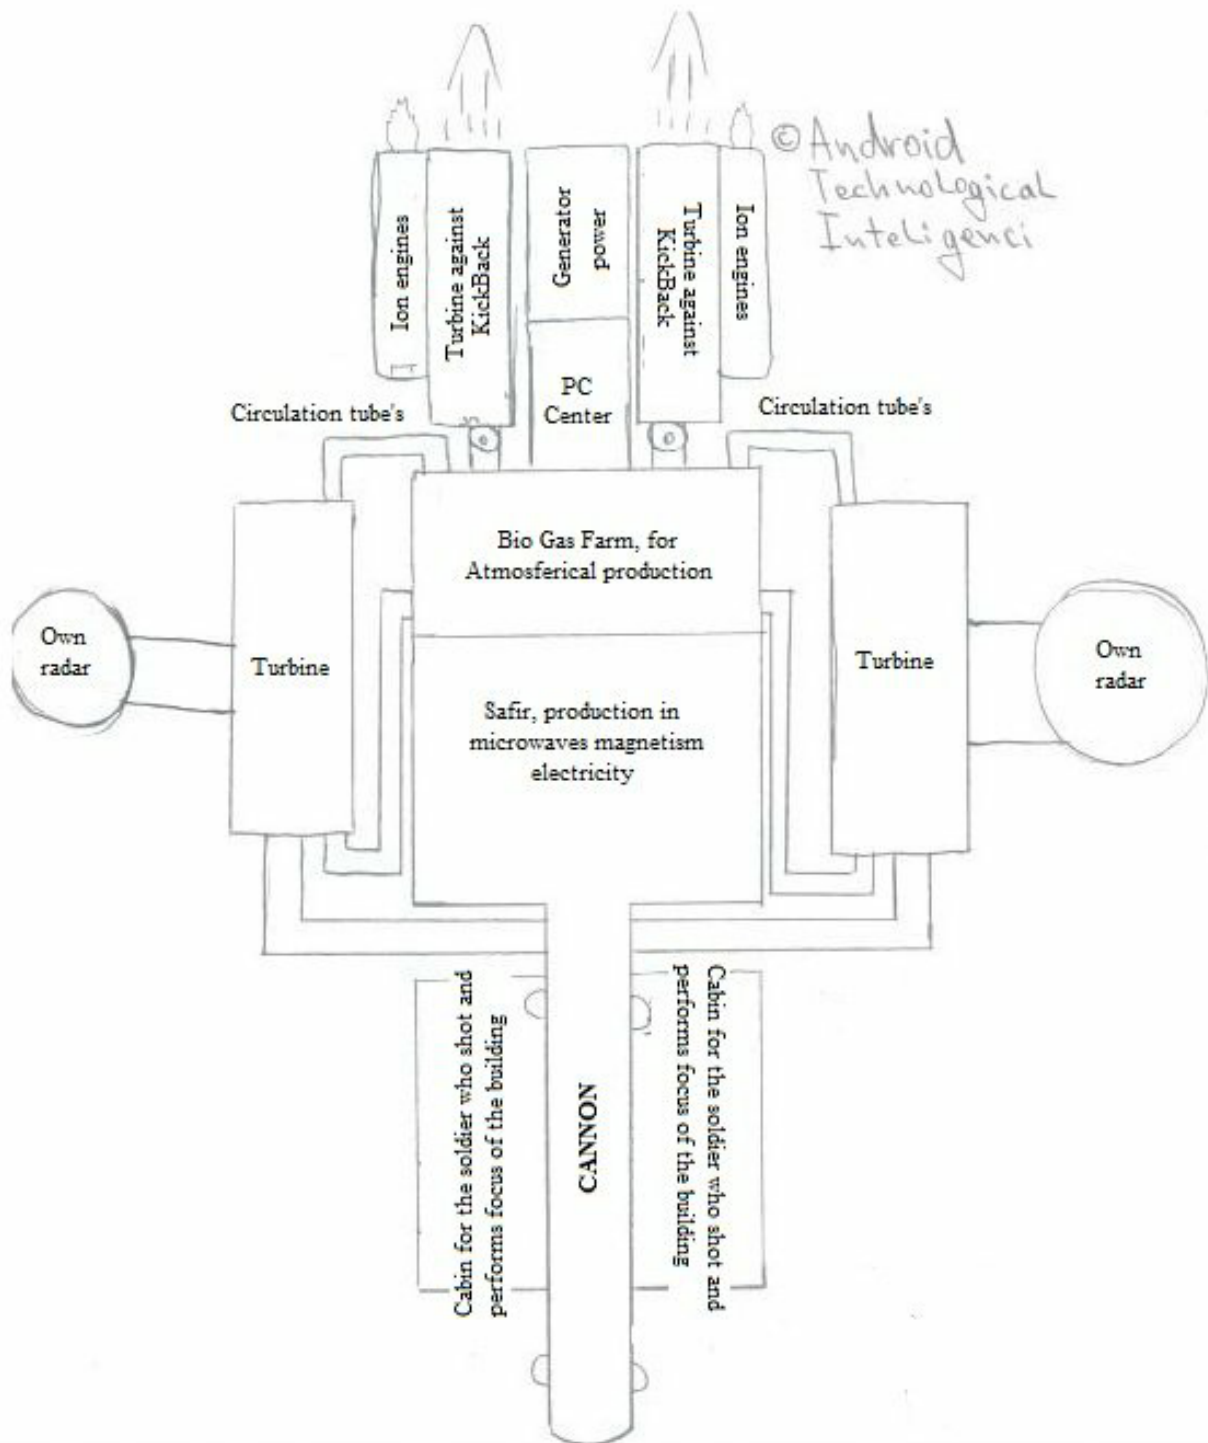 © Android
Technological
Inteligenci
Ion engines
Turbine against
KickBack
Generator
power
Turbine against
KickBack
Ion engines
PC
Center
Circulation tube's
Circulation tube's
Bio Gas Farm, for
Atmosferical production
Own
radar
Turbine
Turbine
Own
radar
Safir, production in
microwaves magnetism
electricity
Cabin for the soldier who shot and
performs focus of the building
CANNON
Cabin for the soldier who shot and
performs focus of the building